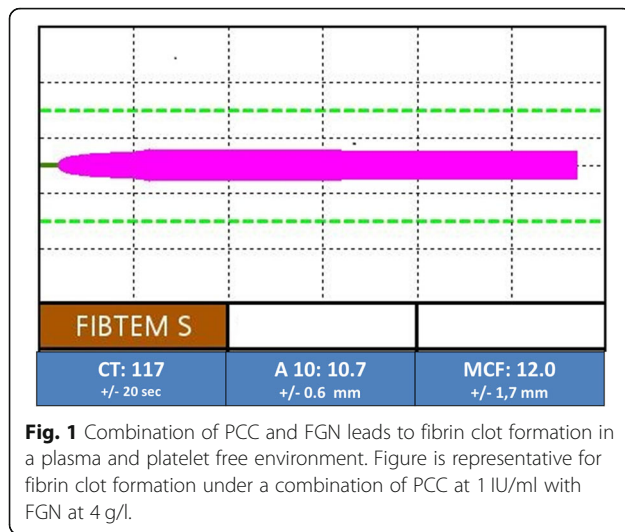 FIBTEM S
CT: 117 A 10: 10.7 MCF: 12.0
+/- 20 sec +/- 0.6 mm +/- 1,7 mm
Fig. 1 Combination of PCC and FGN leads to fibrin clot formation in
a plasma and platelet free environment. Figure is representative for
fibrin clot formation under a combination of PCC at 1 IU/ml with
FGN at 4 g/l.